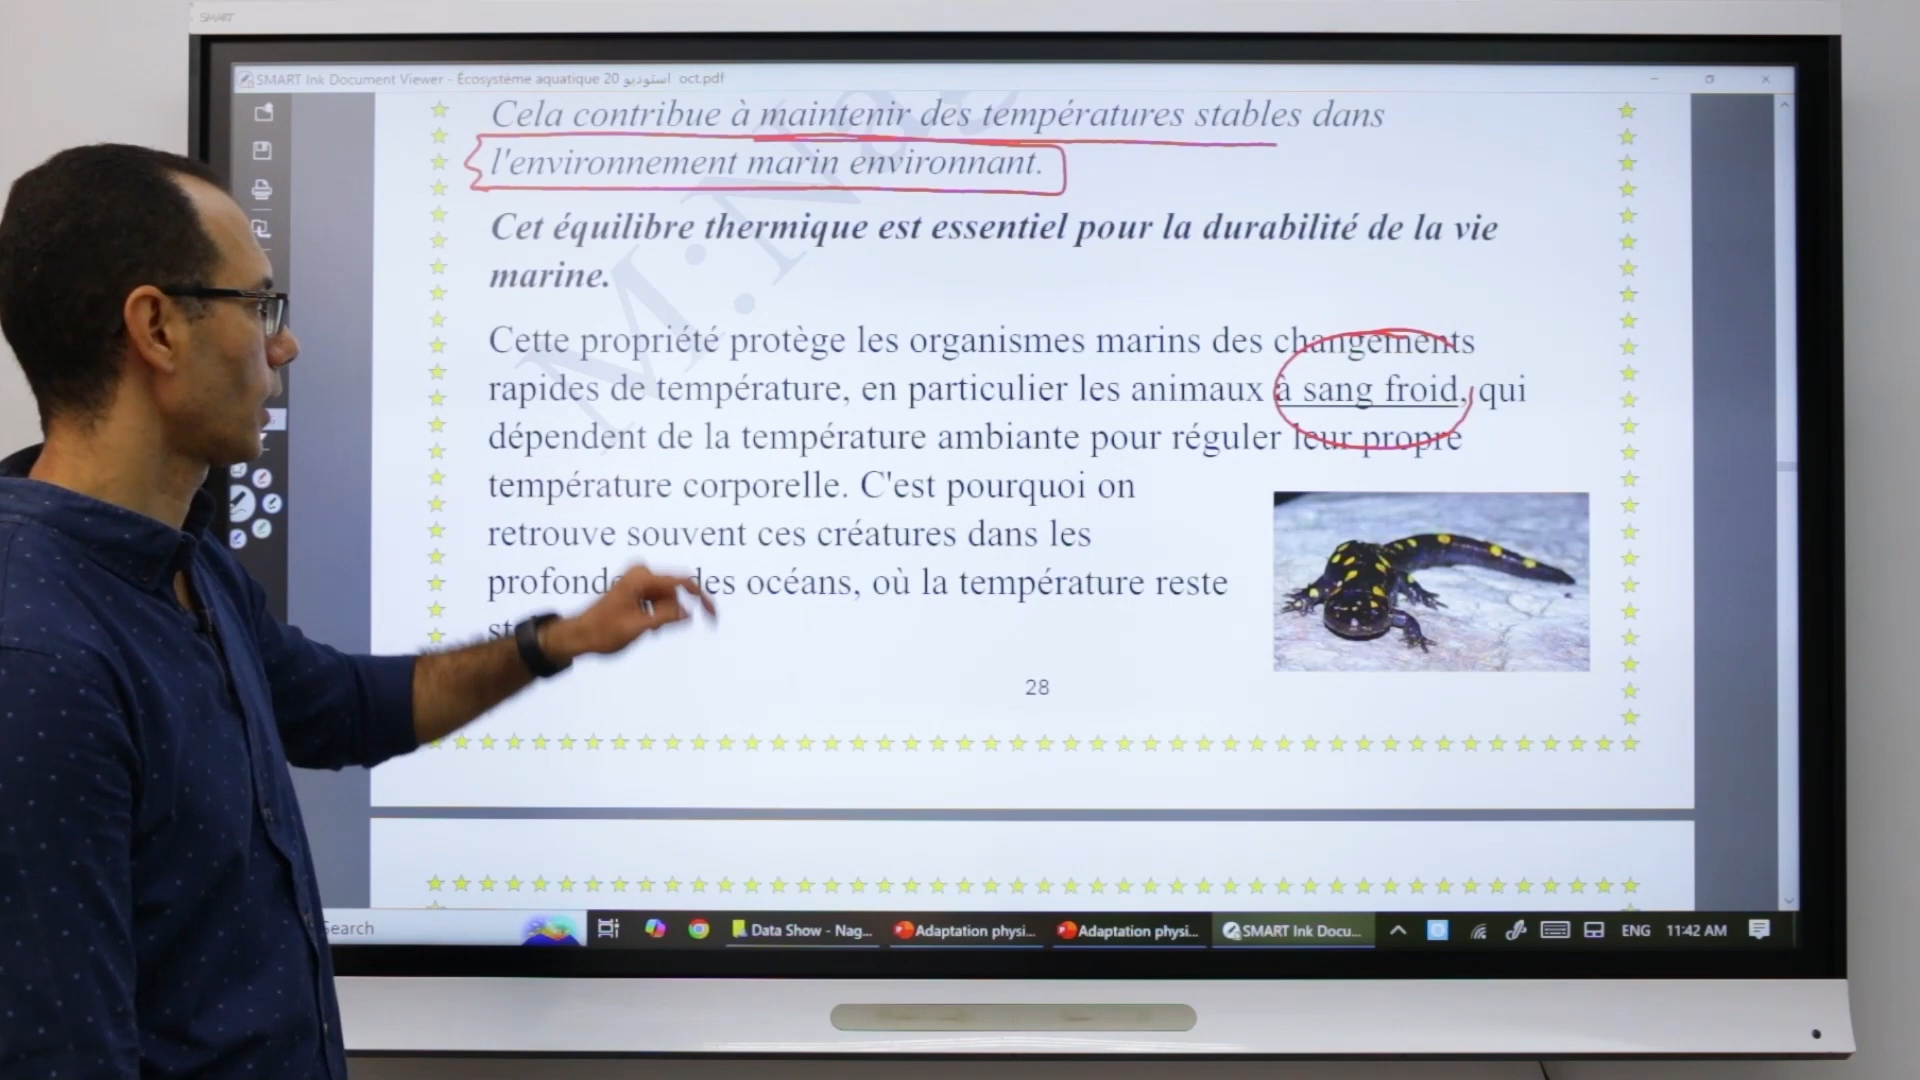 SMART
SMART Ink Document Viewer - Écosystème aquatique 20 استوديو oct.pdf
Cela contribue à maintenir des températures stables dans
l'environnement marin environnant.
Cet équilibre thermique est essentiel pour la durabilité de la vie
marine.
Cette propriété protège les organismes marins des changements
rapides de température, en particulier les animaux à sang froid, qui
dépendent de la température ambiante pour réguler leur propre
température corporelle. C'est pourquoi on
retrouve souvent ces créatures dans les
des océans, où la température reste
28
M:Nag
Search
Data Show - Nag...
Adaptation physi...
Adaptation physi...
SMART Ink Docu...
ENG 11:42 AM